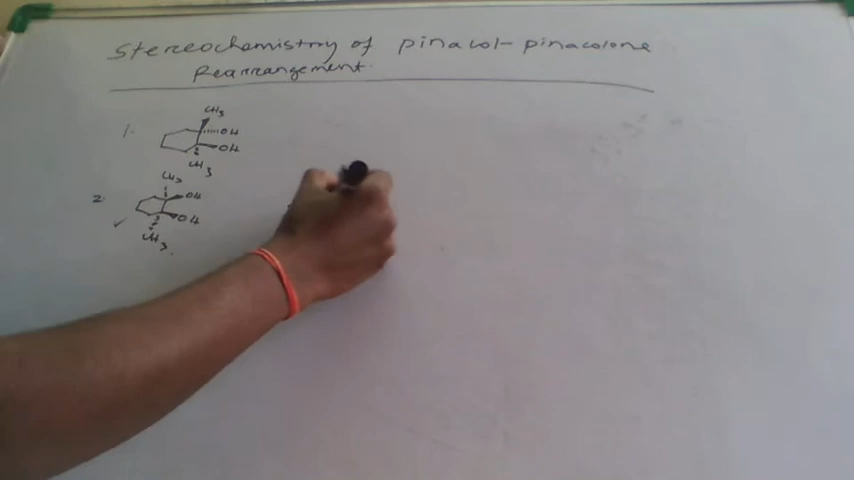 Stereochemistry of pinacol-pinacolone
Rearrangement.
1.
CH3
OH
OH
CH3
2.
CH3
OH
OH
CH3.